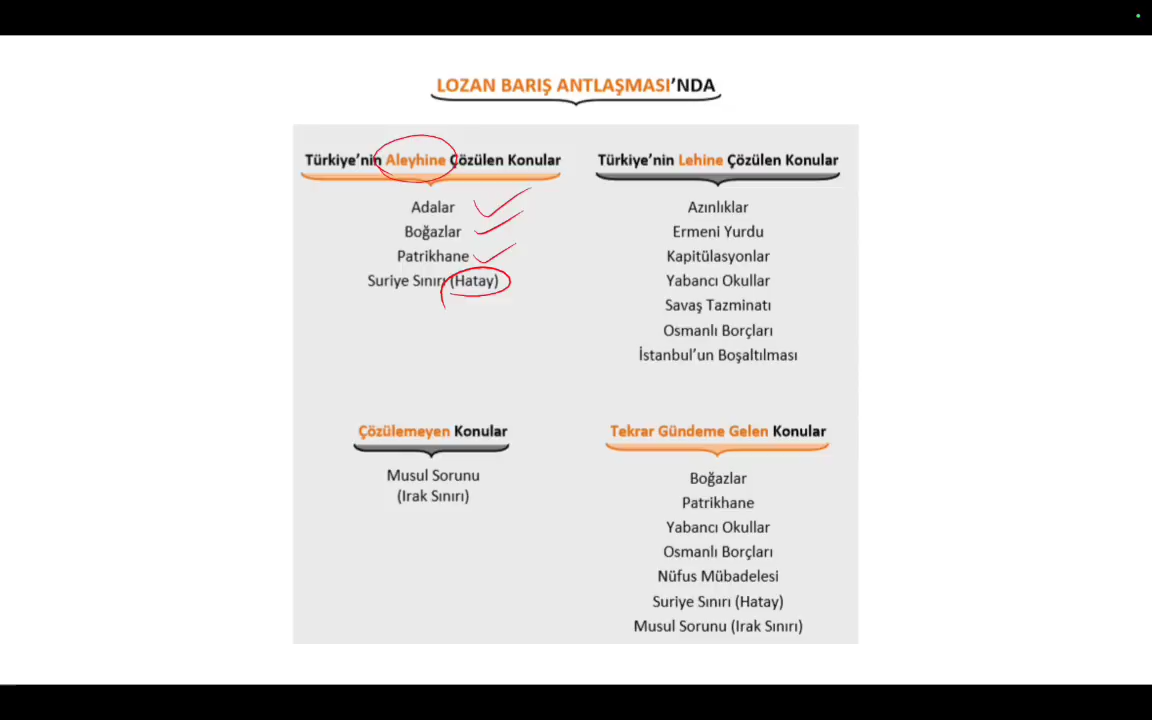 LOZAN BARIŞ ANTLAŞMASI'NDA
Türkiye'nin Aleyhine Çözülen Konular
Adalar
Boğazlar
Patrikhane
Suriye Sınırı (Hatay)
Türkiye'nin Lehine Çözülen Konular
Azınlıklar
Ermeni Yurdu
Kapitülasyonlar
Yabancı Okullar
Savaş Tazminatı
Osmanlı Borçları
İstanbul'un Boşaltılması
Çözülemeyen Konular
Musul Sorunu
(Irak Sınırı)
Tekrar Gündeme Gelen Konular
Boğazlar
Patrikhane
Yabancı Okullar
Osmanlı Borçları
Nüfus Mübadelesi
Suriye Sınırı (Hatay)
Musul Sorunu (Irak Sınırı)